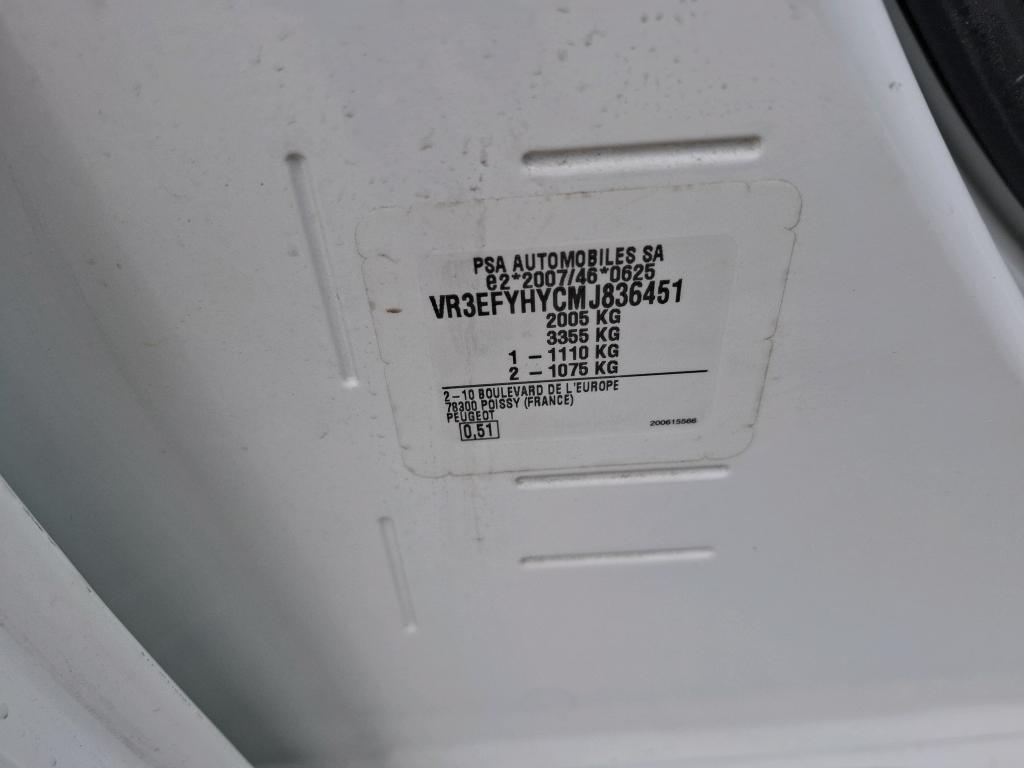 PSA AUTOMOBILES SA
e2*2007/46*0625
VR3EFYHYCMJ836451
2005 KG
3355 KG
1 – 1110 KG
2 – 1075 KG
2–10 BOULEVARD DE L'EUROPE
78300 POISSY (FRANCE)
PEUGEOT
0,51
200615566